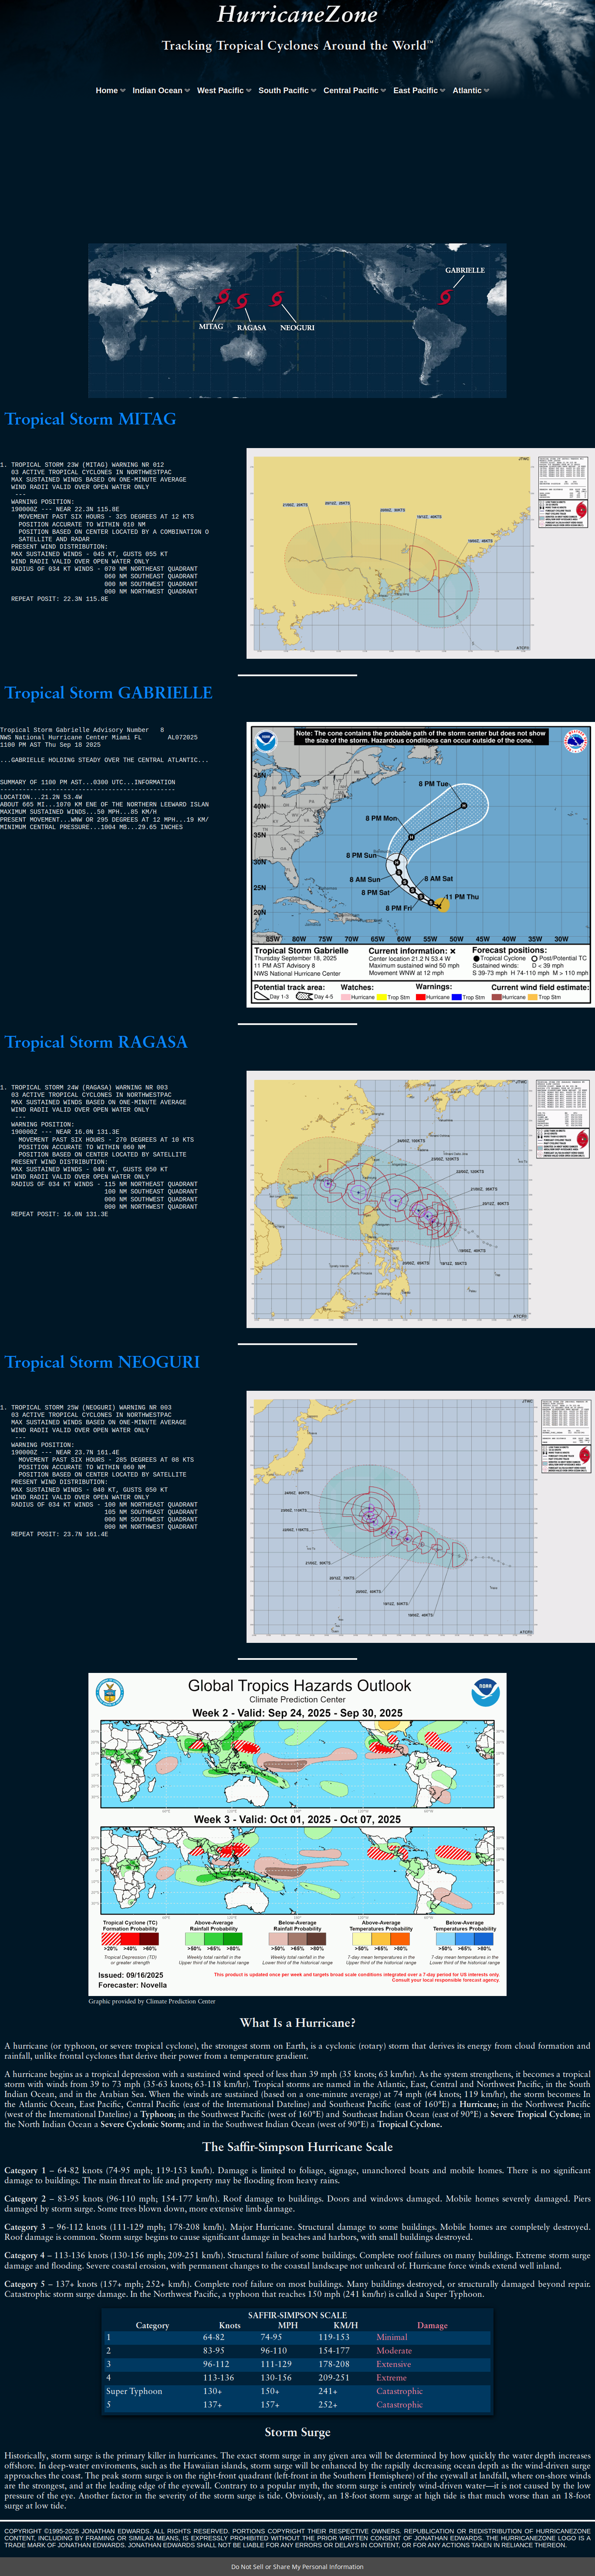 HurricaneZone
Tracking Tropical Cyclones Around the World™
Home Indian Ocean West Pacific South Pacific Central Pacific East Pacific Atlantic
GABRIELLE
MITAG RAGASA NEOGURI
Tropical Storm MITAG
1. TROPICAL STORM 23W (MITAG) WARNING NR 012
03 ACTIVE TROPICAL CYCLONES IN NORTHWESTPAC
MAX SUSTAINED WINDS BASED ON ONE-MINUTE AVERAGE
WIND RADII VALID OVER OPEN WATER ONLY
---
WARNING POSITION:
190000Z --- NEAR 22.3N 115.8E
MOVEMENT PAST SIX HOURS - 325 DEGREES AT 12 KTS
POSITION ACCURATE TO WITHIN 010 NM
POSITION BASED ON CENTER LOCATED BY A COMBINATION O
SATELLITE AND RADAR
PRESENT WIND DISTRIBUTION:
MAX SUSTAINED WINDS - 045 KT, GUSTS 055 KT
WIND RADII VALID OVER OPEN WATER ONLY
RADIUS OF 034 KT WINDS - 070 NM NORTHEAST QUADRANT
060 NM SOUTHEAST QUADRANT
000 NM SOUTHWEST QUADRANT
000 NM NORTHWEST QUADRANT
REPEAT POSIT: 22.3N 115.8E
JTWC
ATCF®
Tropical Storm GABRIELLE
Tropical Storm Gabrielle Advisory Number 8
NWS National Hurricane Center Miami FL AL072025
1100 PM AST Thu Sep 18 2025
...GABRIELLE HOLDING STEADY OVER THE CENTRAL ATLANTIC...
SUMMARY OF 1100 PM AST...0300 UTC...INFORMATION
-----------------------------------------------
LOCATION...21.2N 53.4W
ABOUT 665 MI...1070 KM ENE OF THE NORTHERN LEEWARD ISLAN
MAXIMUM SUSTAINED WINDS...50 MPH...85 KM/H
PRESENT MOVEMENT...WNW OR 295 DEGREES AT 12 MPH...19 KM/
MINIMUM CENTRAL PRESSURE...1004 MB...29.65 INCHES
Note: The cone contains the probable path of the storm center but does not show
the size of the storm. Hazardous conditions can occur outside of the cone.
45N
8 PM Tue
40N
8 PM Mon
35N
8 PM Sun
30N
8 AM Sun 8 AM Sat
25N
8 PM Sat
11 PM Thu
8 PM Fri
20N
85W 80W 75W 70W 65W 60W 55W 50W 45W 40W 35W 30W
Tropical Storm Gabrielle
Thursday September 18, 2025
11 PM AST Advisory 8
NWS National Hurricane Center
Current information: ×
Center location 21.2 N 53.4 W
Maximum sustained wind 50 mph
Movement WNW at 12 mph
Forecast positions:
Tropical Cyclone Post/Potential TC
Sustained winds: D < 39 mph
S 39-73 mph H 74-110 mph M > 110 mph
Potential track area: Watches: Warnings: Current wind field estimate:
Day 1-3 Day 4-5 Hurricane Trop Stm Hurricane Trop Stm Hurricane Trop Stm
Tropical Storm RAGASA
1. TROPICAL STORM 24W (RAGASA) WARNING NR 003
03 ACTIVE TROPICAL CYCLONES IN NORTHWESTPAC
MAX SUSTAINED WINDS BASED ON ONE-MINUTE AVERAGE
WIND RADII VALID OVER OPEN WATER ONLY
---
WARNING POSITION:
190000Z --- NEAR 16.0N 131.3E
MOVEMENT PAST SIX HOURS - 270 DEGREES AT 10 KTS
POSITION ACCURATE TO WITHIN 060 NM
POSITION BASED ON CENTER LOCATED BY SATELLITE
PRESENT WIND DISTRIBUTION:
MAX SUSTAINED WINDS - 040 KT, GUSTS 050 KT
WIND RADII VALID OVER OPEN WATER ONLY
RADIUS OF 034 KT WINDS - 115 NM NORTHEAST QUADRANT
100 NM SOUTHEAST QUADRANT
000 NM SOUTHWEST QUADRANT
000 NM NORTHWEST QUADRANT
REPEAT POSIT: 16.0N 131.3E
JTWC
ATCF®
Tropical Storm NEOGURI
1. TROPICAL STORM 25W (NEOGURI) WARNING NR 003
03 ACTIVE TROPICAL CYCLONES IN NORTHWESTPAC
MAX SUSTAINED WINDS BASED ON ONE-MINUTE AVERAGE
WIND RADII VALID OVER OPEN WATER ONLY
---
WARNING POSITION:
190000Z --- NEAR 23.7N 161.4E
MOVEMENT PAST SIX HOURS - 285 DEGREES AT 08 KTS
POSITION ACCURATE TO WITHIN 060 NM
POSITION BASED ON CENTER LOCATED BY SATELLITE
PRESENT WIND DISTRIBUTION:
MAX SUSTAINED WINDS - 040 KT, GUSTS 050 KT
WIND RADII VALID OVER OPEN WATER ONLY
RADIUS OF 034 KT WINDS - 100 NM NORTHEAST QUADRANT
105 NM SOUTHEAST QUADRANT
000 NM SOUTHWEST QUADRANT
000 NM NORTHWEST QUADRANT
REPEAT POSIT: 23.7N 161.4E
JTWC
ATCF®
Global Tropics Hazards Outlook
Climate Prediction Center
Week 2 - Valid: Sep 24, 2025 - Sep 30, 2025
Week 3 - Valid: Oct 01, 2025 - Oct 07, 2025
Tropical Cyclone (TC) Formation Probability
>20% >40% >60%
Tropical Depression (TD) or greater strength
Above-Average Rainfall Probability
>50% >65% >80%
Weekly total rainfall in the Upper third of the historical range
Below-Average Rainfall Probability
>50% >65% >80%
Weekly total rainfall in the Lower third of the historical range
Above-Average Temperatures Probability
>50% >65% >80%
7-day mean temperatures in the Upper third of the historical range
Below-Average Temperatures Probability
>50% >65% >80%
7-day mean temperatures in the Lower third of the historical range
Issued: 09/16/2025
Forecaster: Novella
This product is updated once per week and targets broad scale conditions integrated over a 7-day period for US interests only.
Consult your local responsible forecast agency.
Graphic provided by Climate Prediction Center
What Is a Hurricane?
A hurricane (or typhoon, or severe tropical cyclone), the strongest storm on Earth, is a cyclonic (rotary) storm that derives its energy from cloud formation and
rainfall, unlike frontal cyclones that derive their power from a temperature gradient.
A hurricane begins as a tropical depression with a sustained wind speed of less than 39 mph (35 knots; 63 km/hr). As the system strengthens, it becomes a tropical
storm with winds from 39 to 73 mph (35-63 knots; 63-118 km/hr). Tropical storms are named in the Atlantic, East, Central and Northwest Pacific, in the South
Indian Ocean, and in the Arabian Sea. When the winds are sustained (based on a one-minute average) at 74 mph (64 knots; 119 km/hr), the storm becomes: In
the Atlantic Ocean, East Pacific, Central Pacific (east of the International Dateline) and Southeast Pacific (east of 160°E) a Hurricane; in the Northwest Pacific
(west of the International Dateline) a Typhoon; in the Southwest Pacific (west of 160°E) and Southeast Indian Ocean (east of 90°E) a Severe Tropical Cyclone; in
the North Indian Ocean a Severe Cyclonic Storm; and in the Southwest Indian Ocean (west of 90°E) a Tropical Cyclone.
The Saffir-Simpson Hurricane Scale
Category 1 – 64-82 knots (74-95 mph; 119-153 km/h). Damage is limited to foliage, signage, unanchored boats and mobile homes. There is no significant
damage to buildings. The main threat to life and property may be flooding from heavy rains.
Category 2 – 83-95 knots (96-110 mph; 154-177 km/h). Roof damage to buildings. Doors and windows damaged. Mobile homes severely damaged. Piers
damaged by storm surge. Some trees blown down, more extensive limb damage.
Category 3 – 96-112 knots (111-129 mph; 178-208 km/h). Major Hurricane. Structural damage to some buildings. Mobile homes are completely destroyed.
Roof damage is common. Storm surge begins to cause significant damage in beaches and harbors, with small buildings destroyed.
Category 4 – 113-136 knots (130-156 mph; 209-251 km/h). Structural failure of some buildings. Complete roof failures on many buildings. Extreme storm surge
damage and flooding. Severe coastal erosion, with permanent changes to the coastal landscape not unheard of. Hurricane force winds extend well inland.
Category 5 – 137+ knots (157+ mph; 252+ km/h). Complete roof failure on most buildings. Many buildings destroyed, or structurally damaged beyond repair.
Catastrophic storm surge damage. In the Northwest Pacific, a typhoon that reaches 150 mph (241 km/hr) is called a Super Typhoon.
SAFFIR-SIMPSON SCALE
Category Knots MPH KM/H Damage
1 64-82 74-95 119-153 Minimal
2 83-95 96-110 154-177 Moderate
3 96-112 111-129 178-208 Extensive
4 113-136 130-156 209-251 Extreme
Super Typhoon 130+ 150+ 241+ Catastrophic
5 137+ 157+ 252+ Catastrophic
Storm Surge
Historically, storm surge is the primary killer in hurricanes. The exact storm surge in any given area will be determined by how quickly the water depth increases
offshore. In deep-water enviroments, such as the Hawaiian islands, storm surge will be enhanced by the rapidly decreasing ocean depth as the wind-driven surge
approaches the coast. The peak storm surge is on the right-front quadrant (left-front in the Southern Hemisphere) of the eyewall at landfall, where on-shore winds
are the strongest, and at the leading edge of the eyewall. Contrary to a popular myth, the storm surge is entirely wind-driven water—it is not caused by the low
pressure of the eye. Another factor in the severity of the storm surge is tide. Obviously, an 18-foot storm surge at high tide is that much worse than an 18-foot
surge at low tide.
COPYRIGHT ©1995-2025 JONATHAN EDWARDS. ALL RIGHTS RESERVED. PORTIONS COPYRIGHT THEIR RESPECTIVE OWNERS. REPUBLICATION OR REDISTRIBUTION OF HURRICANEZONE
CONTENT, INCLUDING BY FRAMING OR SIMILAR MEANS, IS EXPRESSLY PROHIBITED WITHOUT THE PRIOR WRITTEN CONSENT OF JONATHAN EDWARDS. THE HURRICANEZONE LOGO IS A
TRADE MARK OF JONATHAN EDWARDS. JONATHAN EDWARDS SHALL NOT BE LIABLE FOR ANY ERRORS OR DELAYS IN CONTENT, OR FOR ANY ACTIONS TAKEN IN RELIANCE THEREON.
Do Not Sell or Share My Personal Information